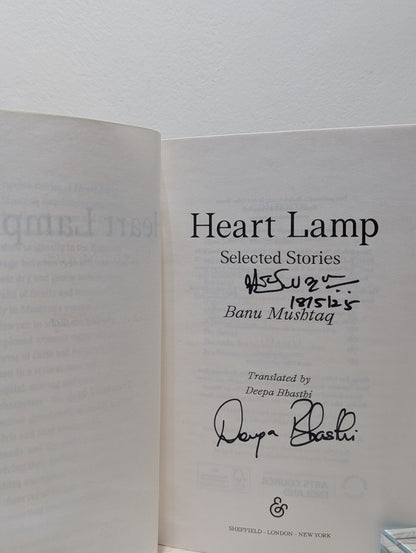 Heart Lamp
Selected Stories
18/5/25
Banu Mushtaq
Translated by
Deepa Bhasthi
Deepa Bhasthi
&
SHEFFIELD - LONDON - NEW YORK